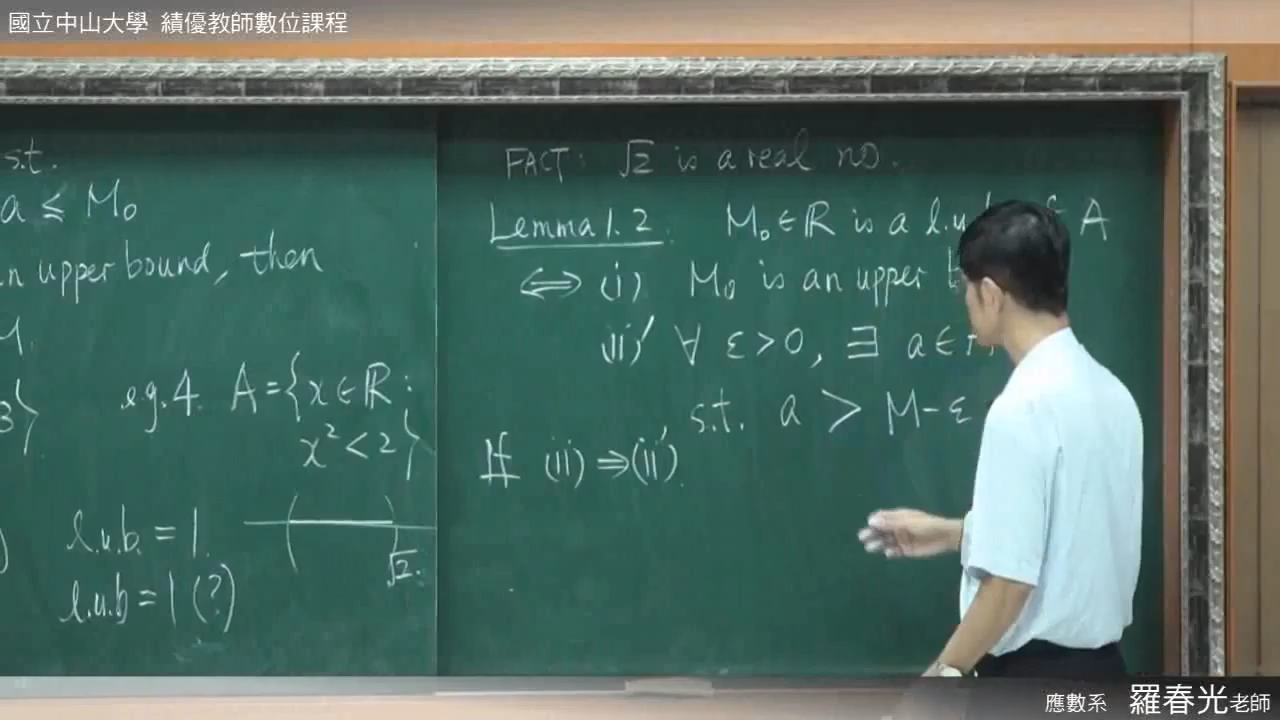 國立中山大學 績優教師數位課程
s.t.
a ≤ M₀
n upper bound, then
M.
3}
e.g.4. A = {x ∈ ℝ :
x² < 2}
l.u.b. = 1.
l.u.b = 1 (?)
√2.
FACT: √2 is a real no.
Lemma 1.2. M₀ ∈ ℝ is a l.u. A
⟺ (i) M₀ is an upper
(ii)' ∀ ε > 0, ∃ a ∈
, s.t. a > M-ε
Pf (ii) ⇒ (ii)'.
應數系 羅春光老師